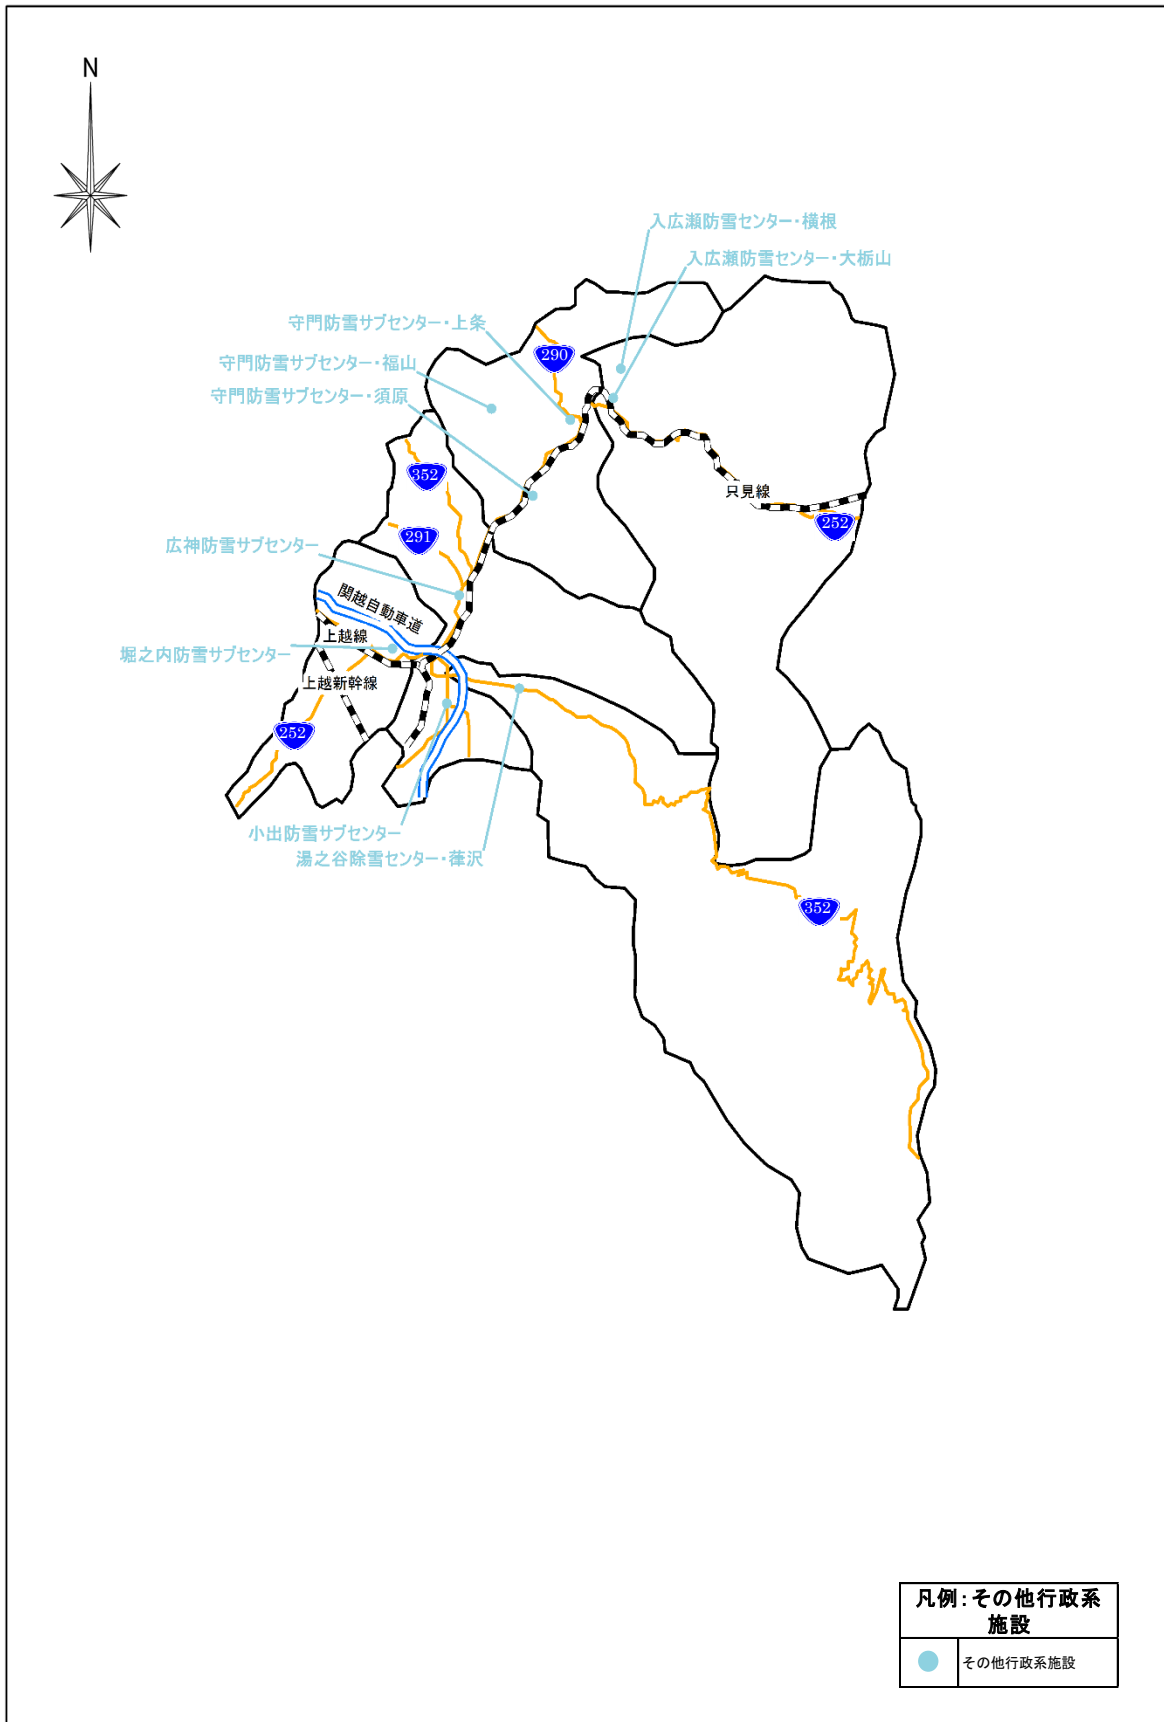 N
入広瀬防雪センター・横根
入広瀬防雪センター・大栃山
守門防雪サブセンター・上条
290
守門防雪サブセンター・福山
守門防雪サブセンター・須原
352
只見線
252
291
広神防雪サブセンター
関越自動車道
上越線
堀之内防雪サブセンター
上越新幹線
252
小出防雪サブセンター
湯之谷除雪センター・葎沢
352
凡例：その他行政系
施設
その他行政系施設